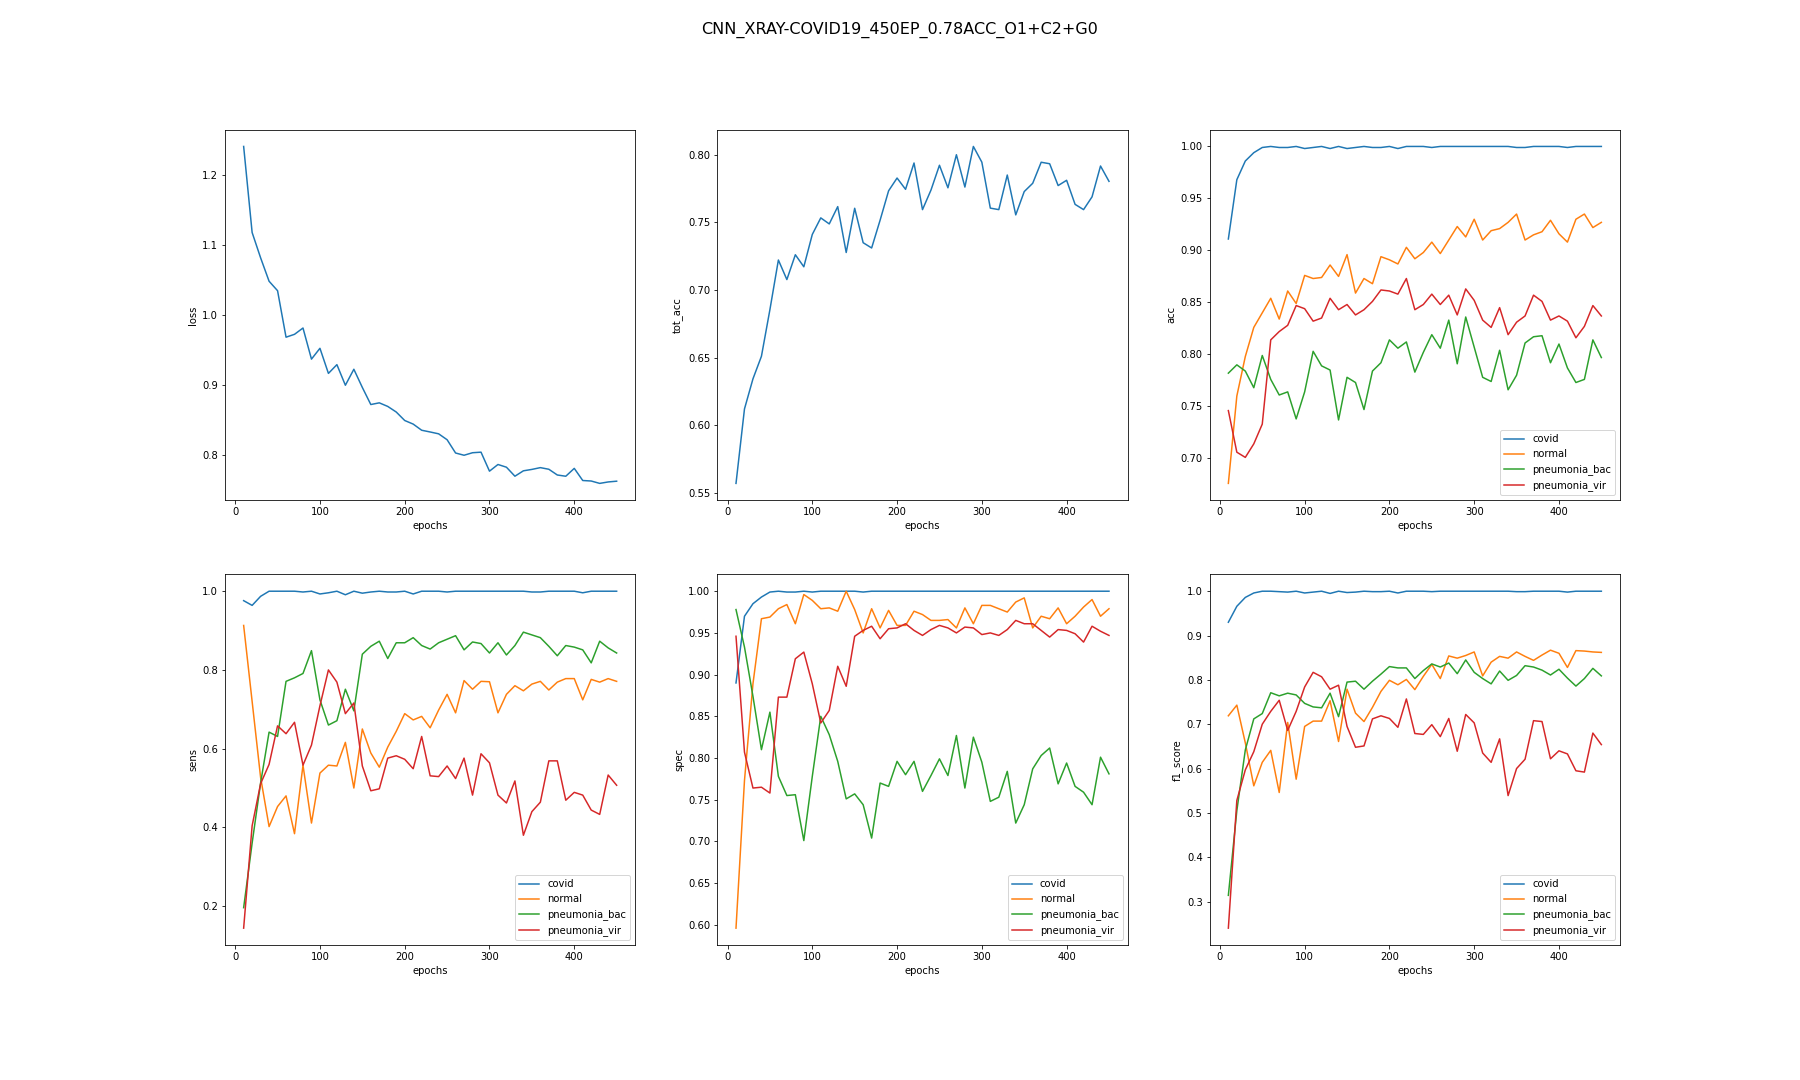 CNN_XRAY-COVID19_450EP_0.78ACC_O1+C2+G0
loss
1.2
1.1
1.0
0.9
0.8
0 100 200 300 400
epochs
tot_acc
0.80
0.75
0.70
0.65
0.60
0.55
0 100 200 300 400
epochs
acc
1.00
0.95
0.90
0.85
0.80
0.75
0.70
covid
normal
pneumonia_bac
pneumonia_vir
0 100 200 300 400
epochs
sens
1.0
0.8
0.6
0.4
0.2
covid
normal
pneumonia_bac
pneumonia_vir
0 100 200 300 400
epochs
spec
1.00
0.95
0.90
0.85
0.80
0.75
0.70
0.65
0.60
covid
normal
pneumonia_bac
pneumonia_vir
0 100 200 300 400
epochs
f1_score
1.0
0.9
0.8
0.7
0.6
0.5
0.4
0.3
covid
normal
pneumonia_bac
pneumonia_vir
0 100 200 300 400
epochs